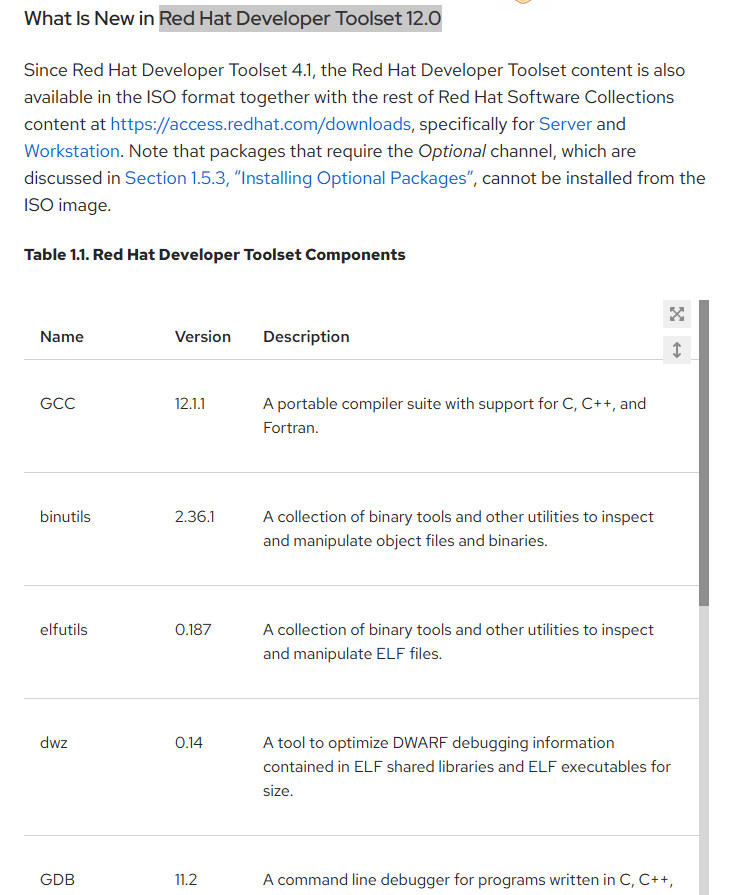 What Is New in Red Hat Developer Toolset 12.0
Since Red Hat Developer Toolset 4.1, the Red Hat Developer Toolset content is also
available in the ISO format together with the rest of Red Hat Software Collections
content at https://access.redhat.com/downloads, specifically for Server and
Workstation. Note that packages that require the Optional channel, which are
discussed in Section 1.5.3, “Installing Optional Packages”, cannot be installed from the
ISO image.
Table 1.1. Red Hat Developer Toolset Components
Name Version Description
GCC 12.1.1 A portable compiler suite with support for C, C++, and
Fortran.
binutils 2.36.1 A collection of binary tools and other utilities to inspect
and manipulate object files and binaries.
elfutils 0.187 A collection of binary tools and other utilities to inspect
and manipulate ELF files.
dwz 0.14 A tool to optimize DWARF debugging information
contained in ELF shared libraries and ELF executables for
size.
GDB 11.2 A command line debugger for programs written in C, C++,